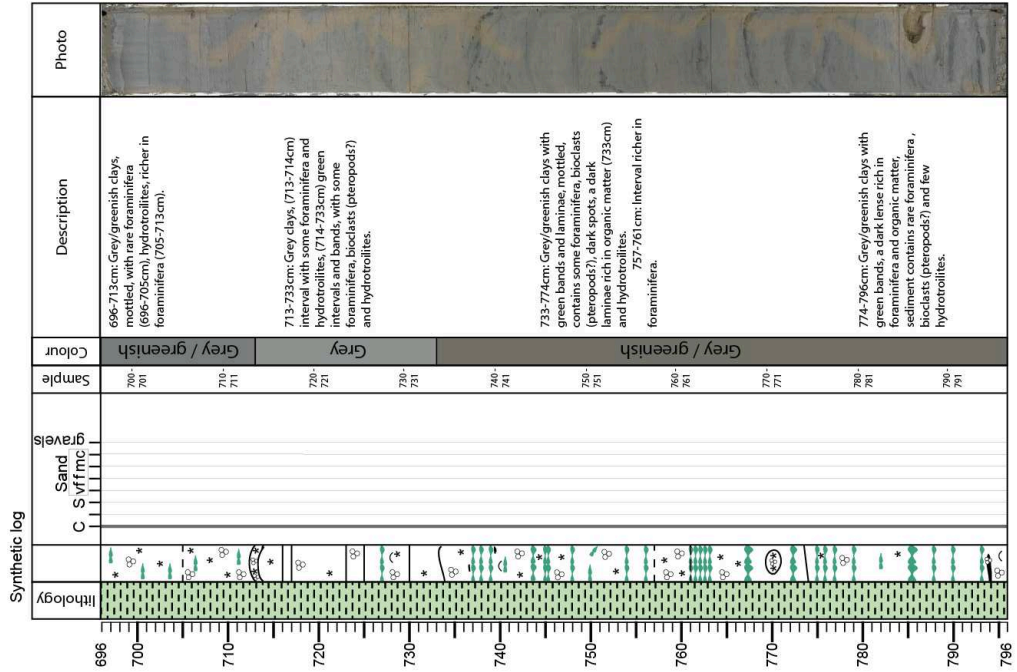 Synthetic log
lithology
C S vf f m c
Sand
gravels
Sample
Colour
Description
Photo
700-
701
710-
711
720-
721
730-
731
740-
741
750-
751
760-
761
770-
771
780-
781
790-
791
Grey / greenish
Grey
Grey / greenish
696-713cm: Grey/greenish clays,
mottled, with rare foraminifera
(696-705cm), hydrotroilites, richer in
foraminifera (705-713cm).
713-733cm: Grey clays, (713-714cm)
interval with some foraminifera and
hydrotroilites, (714-733cm) green
intervals and bands, with some
foraminifera, bioclasts (pteropods?)
and hydrotroilites.
733-774cm: Grey/greenish clays with
green bands and laminae, mottled,
contains some foraminifera, bioclasts
(pteropods?), dark spots, a dark
laminae rich in organic matter (733cm)
and hydrotroilites.
757-761cm: Interval richer in
foraminifera.
774-796cm: Grey/greenish clays with
green bands, a dark lense rich in
foraminifera and organic matter,
sediment contains rare foraminifera ,
bioclasts (pteropods?) and few
hydrotroilites.
696
700
710
720
730
740
750
760
770
780
790
796